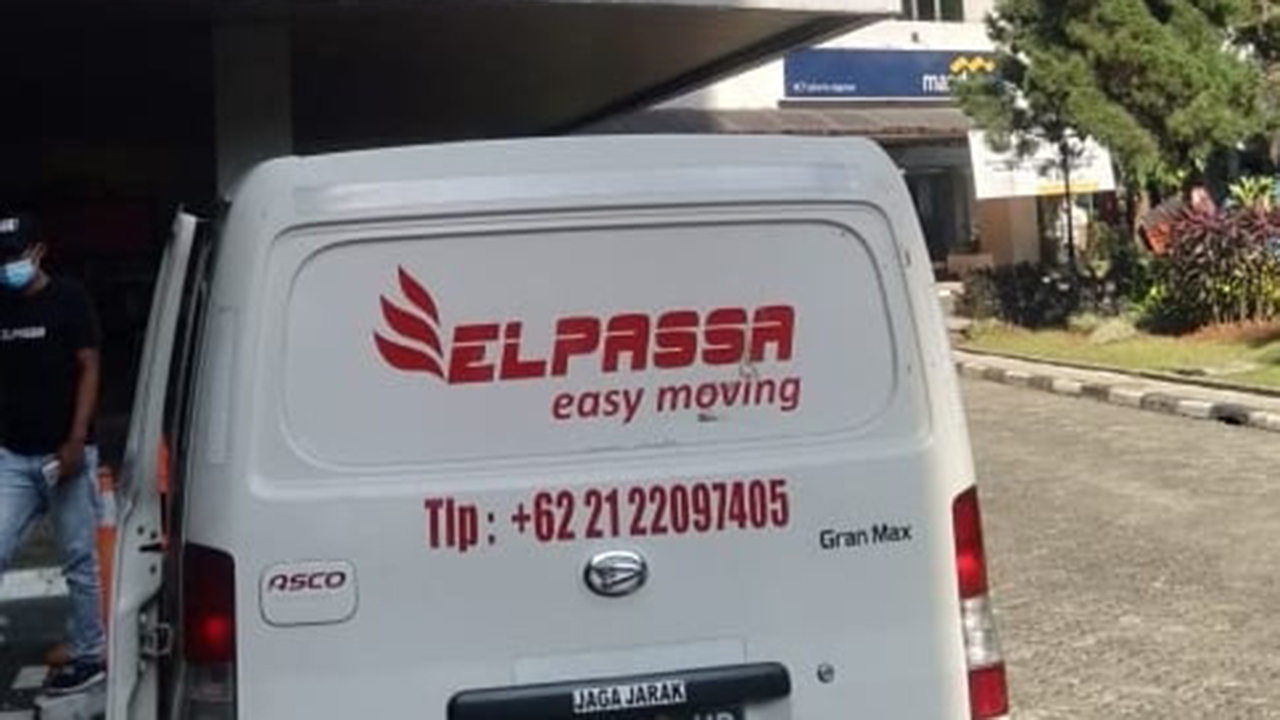 ELPASSA
easy moving
Tlp : +62 21 22097405
Gran Max
ASCO
JAGA JARAK